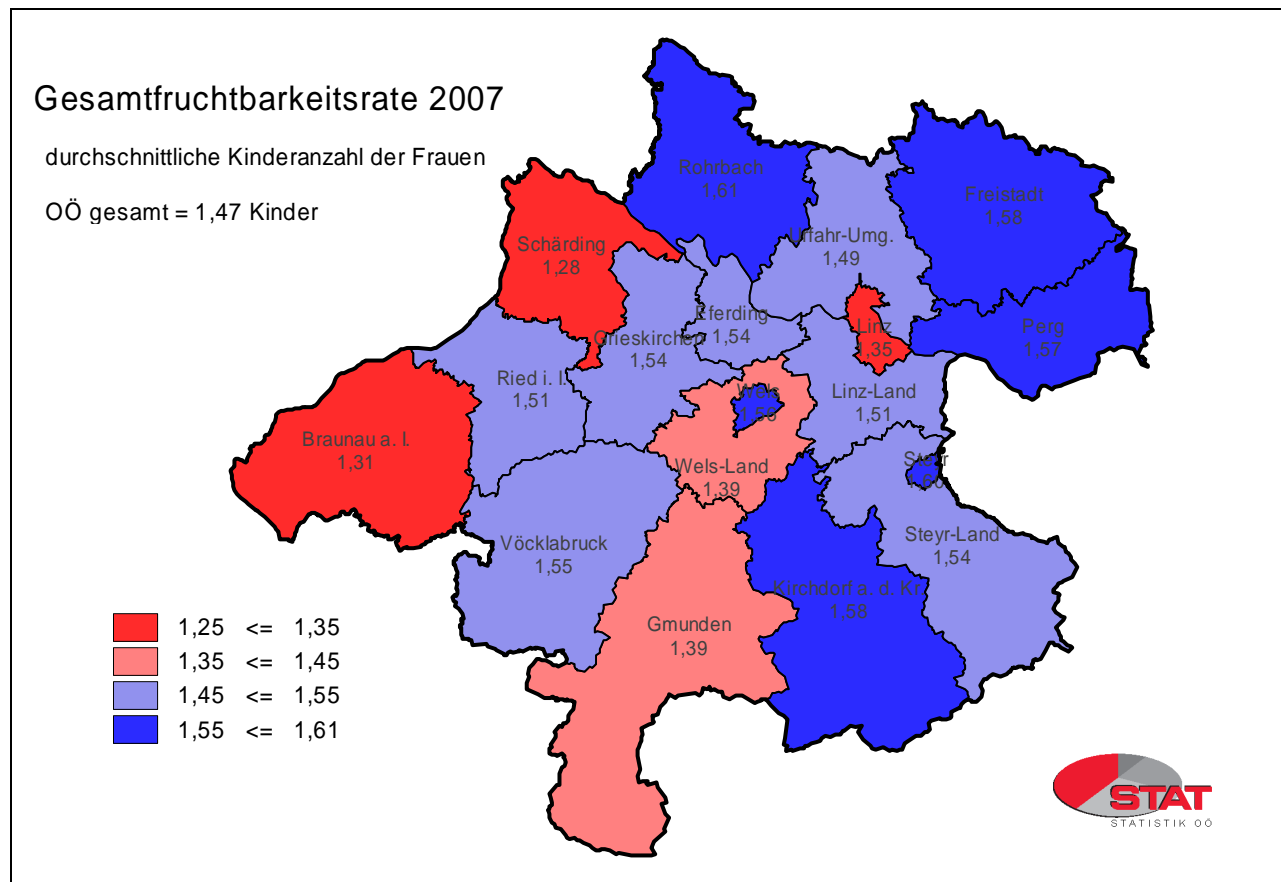 Gesamtfruchtbarkeitsrate 2007
durchschnittliche Kinderanzahl der Frauen
OÖ gesamt = 1,47 Kinder
Rohrbach
1,61
Freistadt
1,58
Urfahr-Umg.
1,49
Schärding
1,28
Eferding
1,54
Grieskirchen
1,54
Linz
1,35
Perg
1,57
Ried i. I.
1,51
Wels
Linz-Land
1,51
Braunau a. I.
1,31
Wels-Land
1,39
Steyr
Steyr-Land
1,54
Vöcklabruck
1,55
Kirchdorf a. d. Kr.
1,58
Gmunden
1,39
1,25 <= 1,35
1,35 <= 1,45
1,45 <= 1,55
1,55 <= 1,61
STAT
STATISTIK OÖ